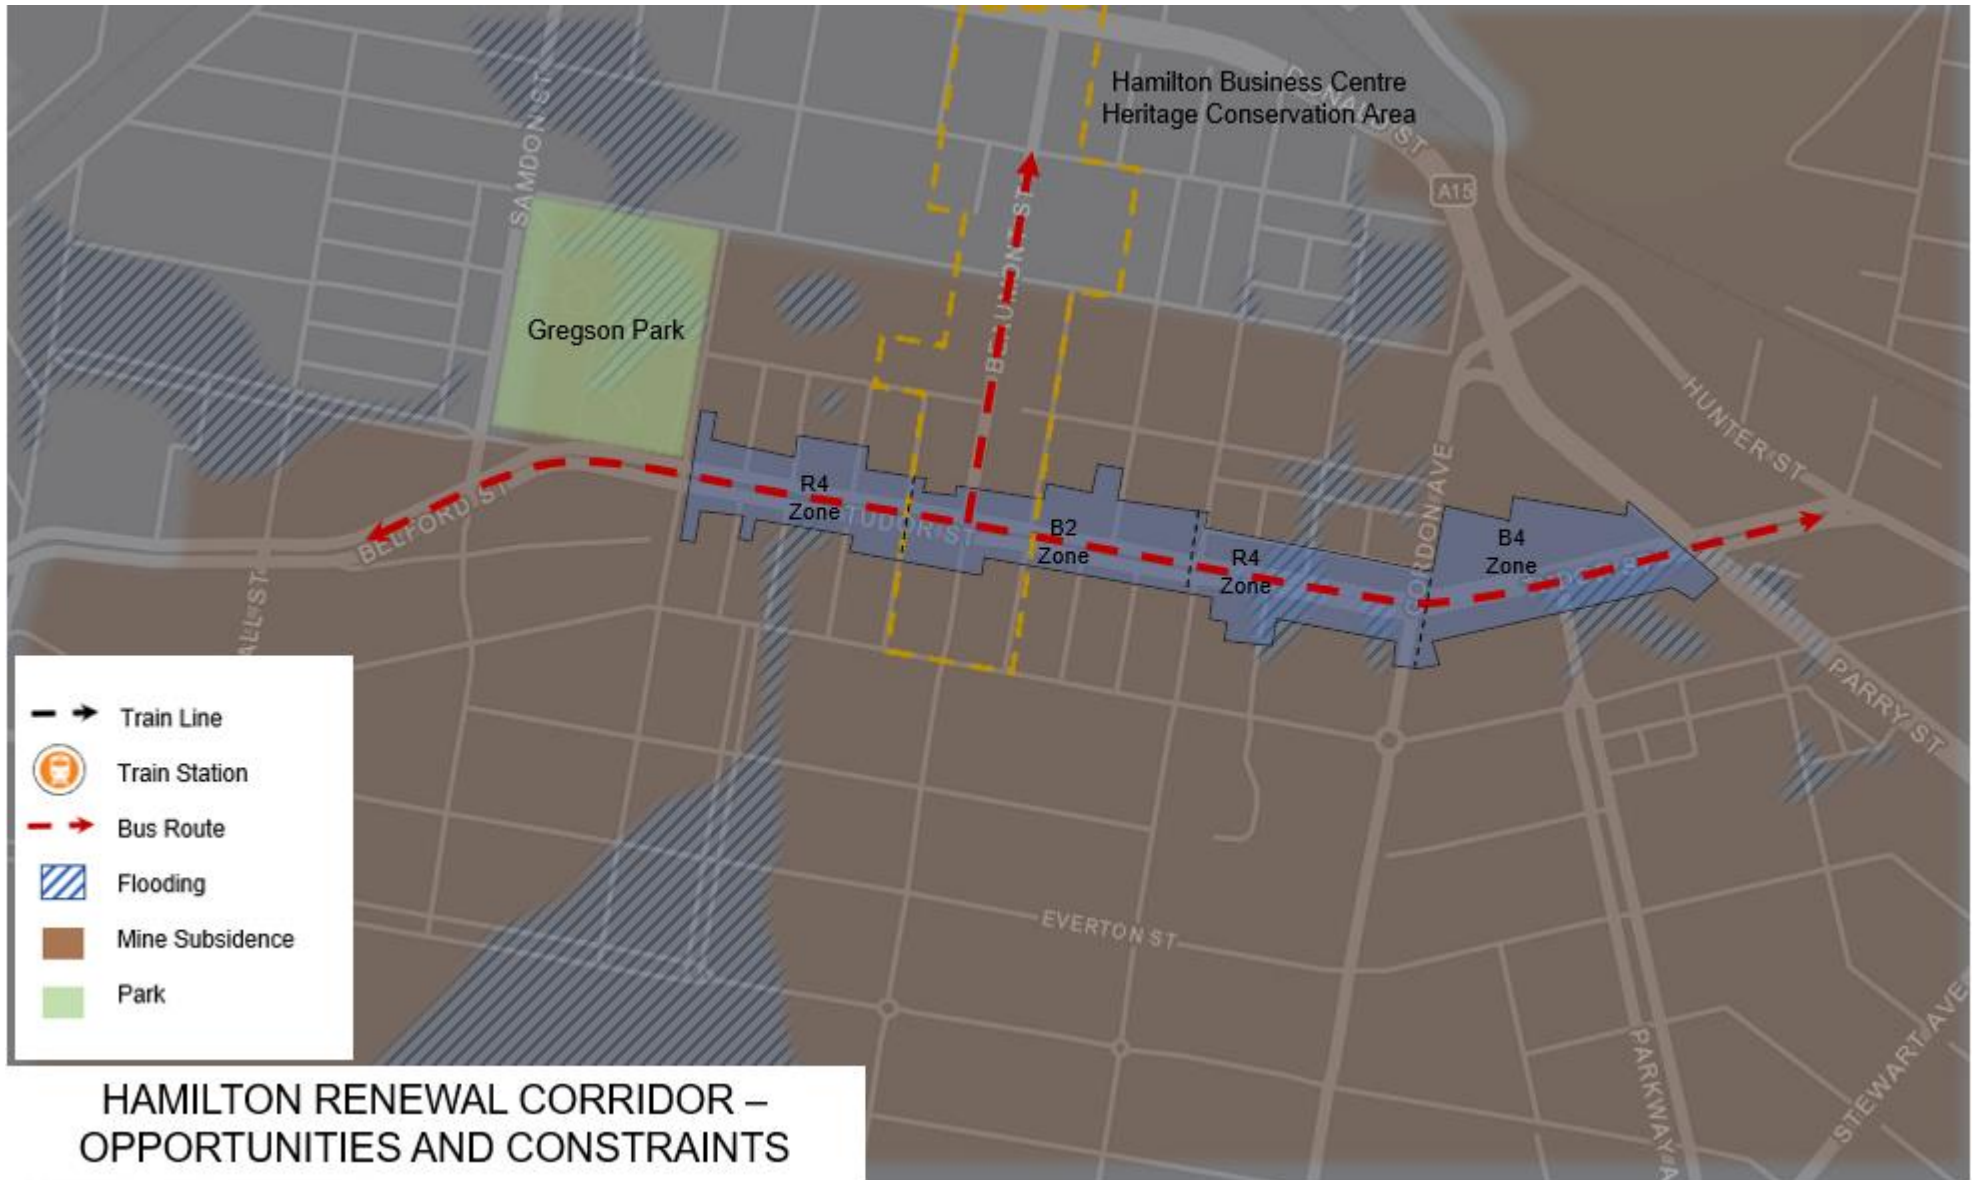 Hamilton Business Centre
Heritage Conservation Area
DONALD ST
A15
SAMDON ST
BEAUMONT ST
Gregson Park
HUNTER ST
GORDON AVE
R4
Zone
TUDOR ST
B2
Zone
R4
Zone
B4
Zone
BELFORD ST
PARRY ST
EVERTON ST
PARKWAY A
STEWART AVE
Train Line
Train Station
Bus Route
Flooding
Mine Subsidence
Park
HAMILTON RENEWAL CORRIDOR –
OPPORTUNITIES AND CONSTRAINTS